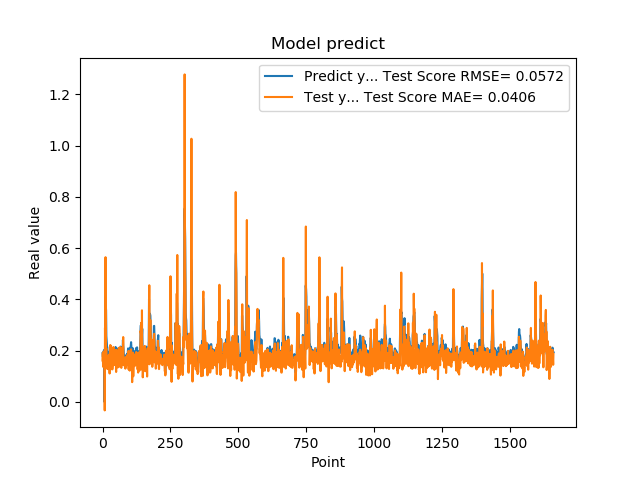 Model predict
Predict y... Test Score RMSE= 0.0572
Test y... Test Score MAE= 0.0406
Real value
1.2
1.0
0.8
0.6
0.4
0.2
0.0
0 250 500 750 1000 1250 1500
Point